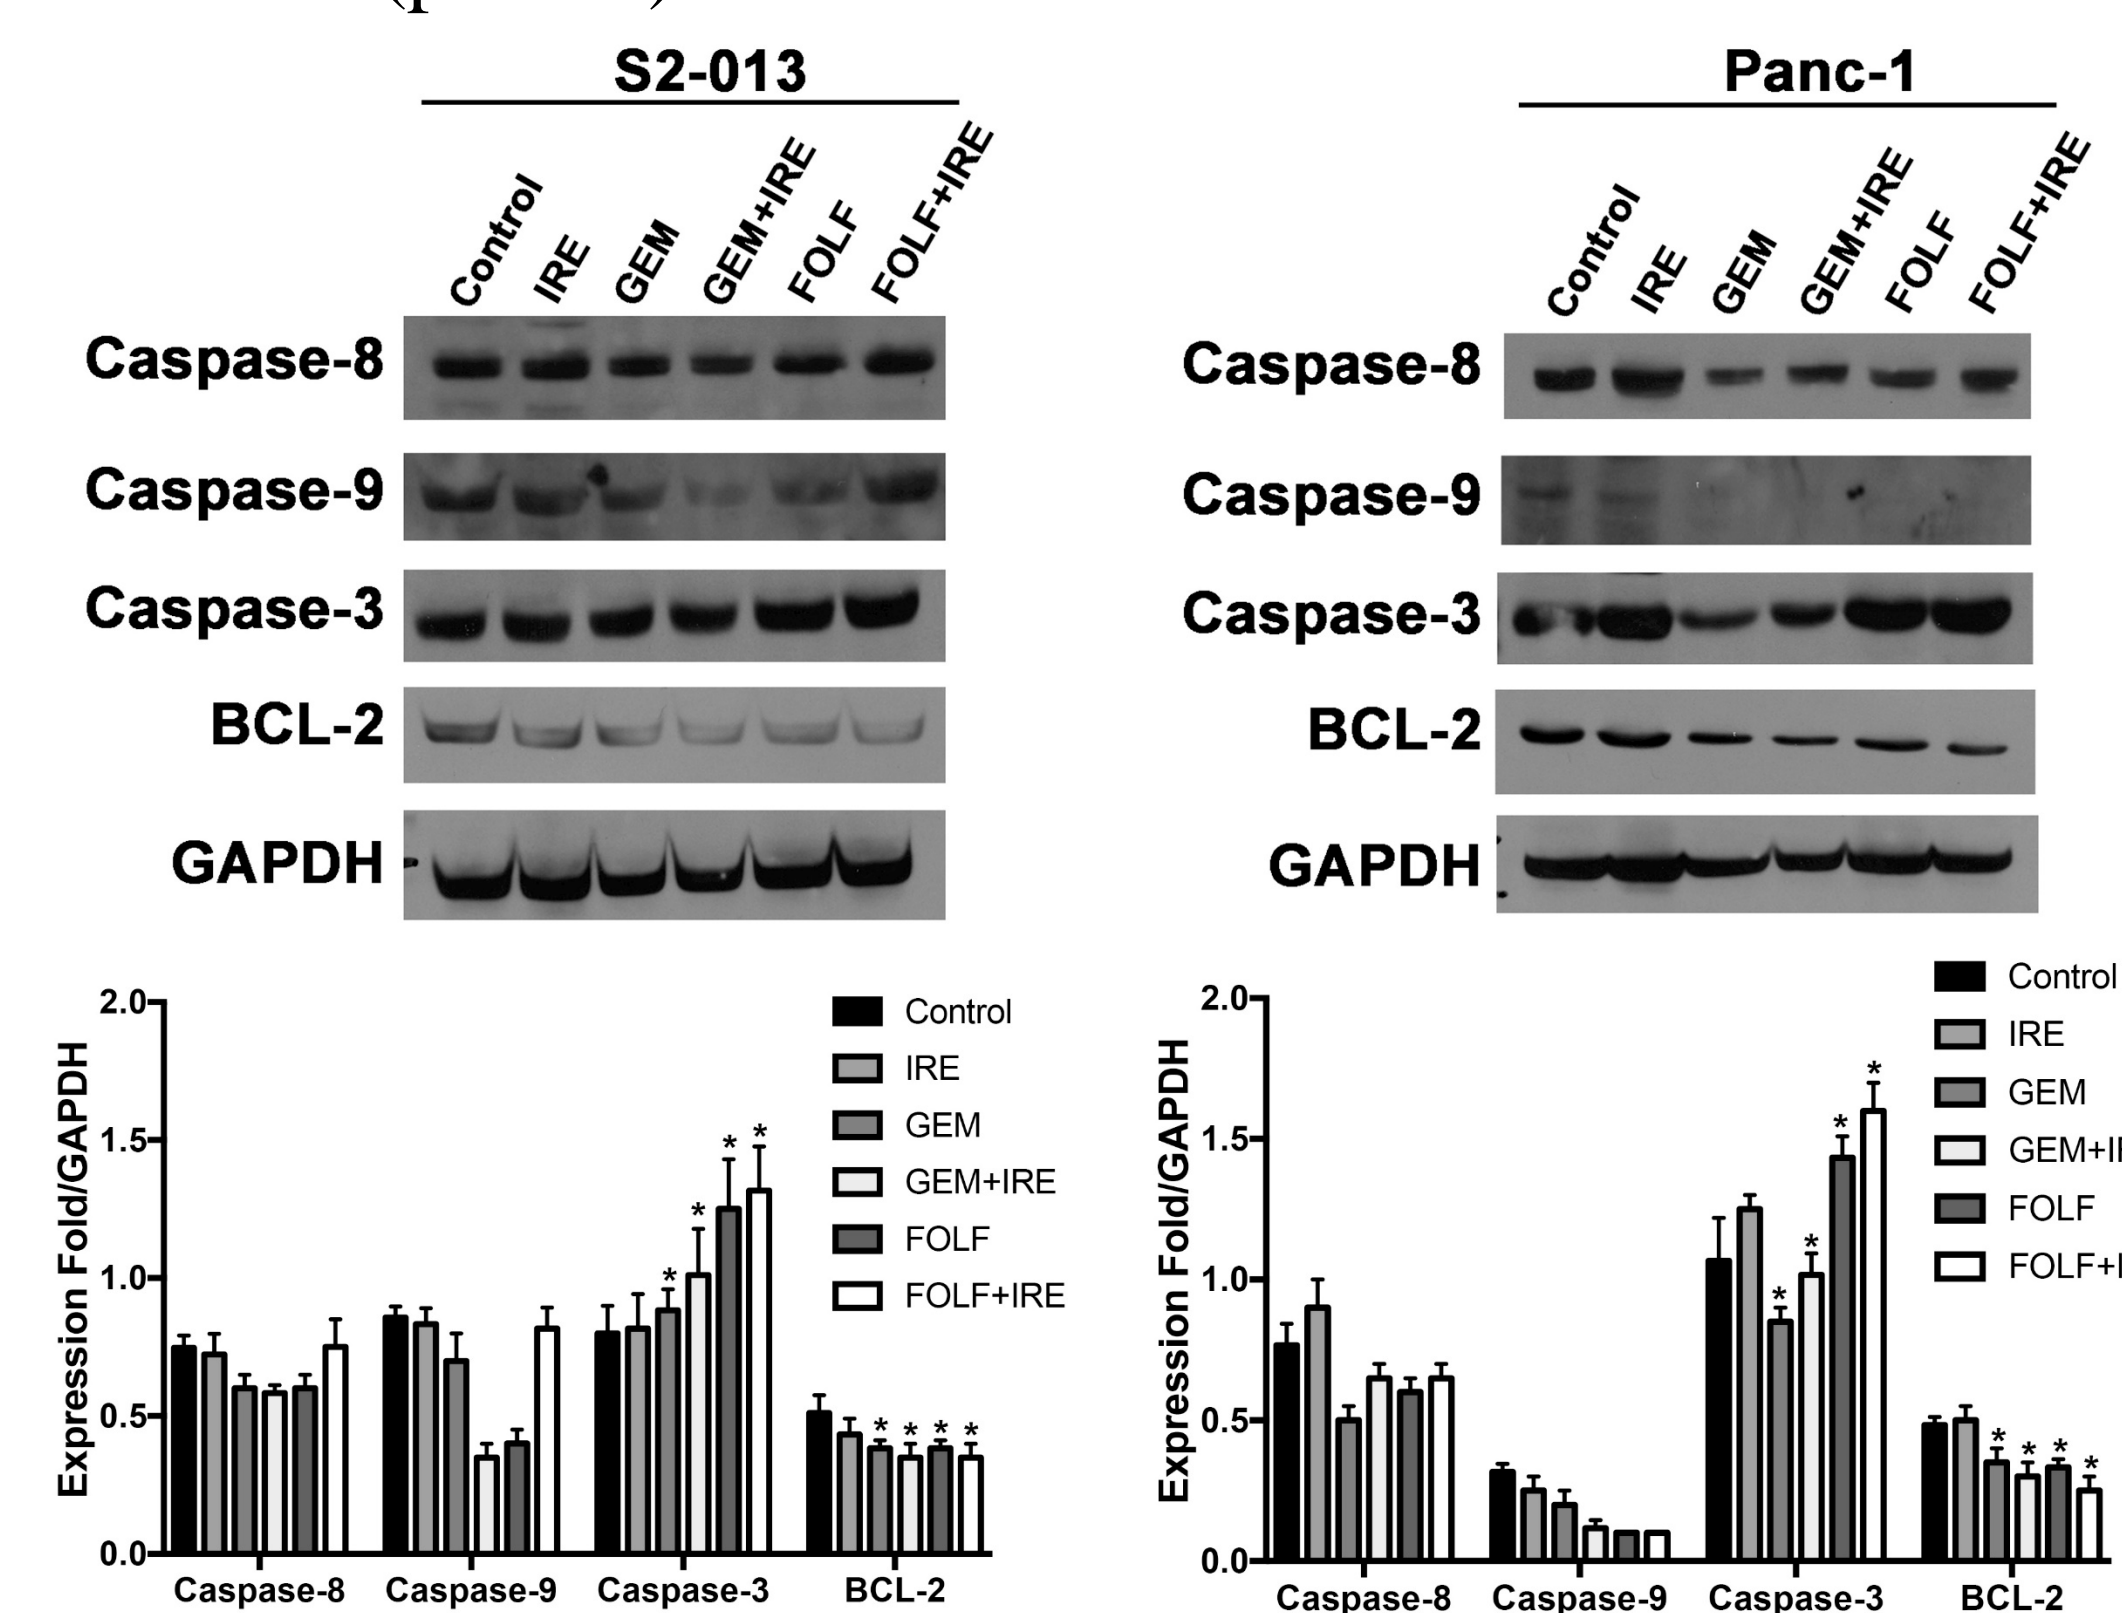 S2-013
Control
IRE
GEM
GEM+IRE
FOLF
FOLF+IRE
Caspase-8
Caspase-9
Caspase-3
BCL-2
GAPDH
Panc-1
Control
IRE
GEM
GEM+IRE
FOLF
FOLF+IRE
Caspase-8
Caspase-9
Caspase-3
BCL-2
GAPDH
Expression Fold/GAPDH
2.0
1.5
1.0
0.5
0.0
* * * *
* * * *
Caspase-8 Caspase-9 Caspase-3 BCL-2
Control
IRE
GEM
GEM+IRE
FOLF
FOLF+IRE
Expression Fold/GAPDH
2.0
1.5
1.0
0.5
0.0
* * * *
* * * *
Caspase-8 Caspase-9 Caspase-3 BCL-2
Control
IRE
GEM
GEM+I
FOLF
FOLF+